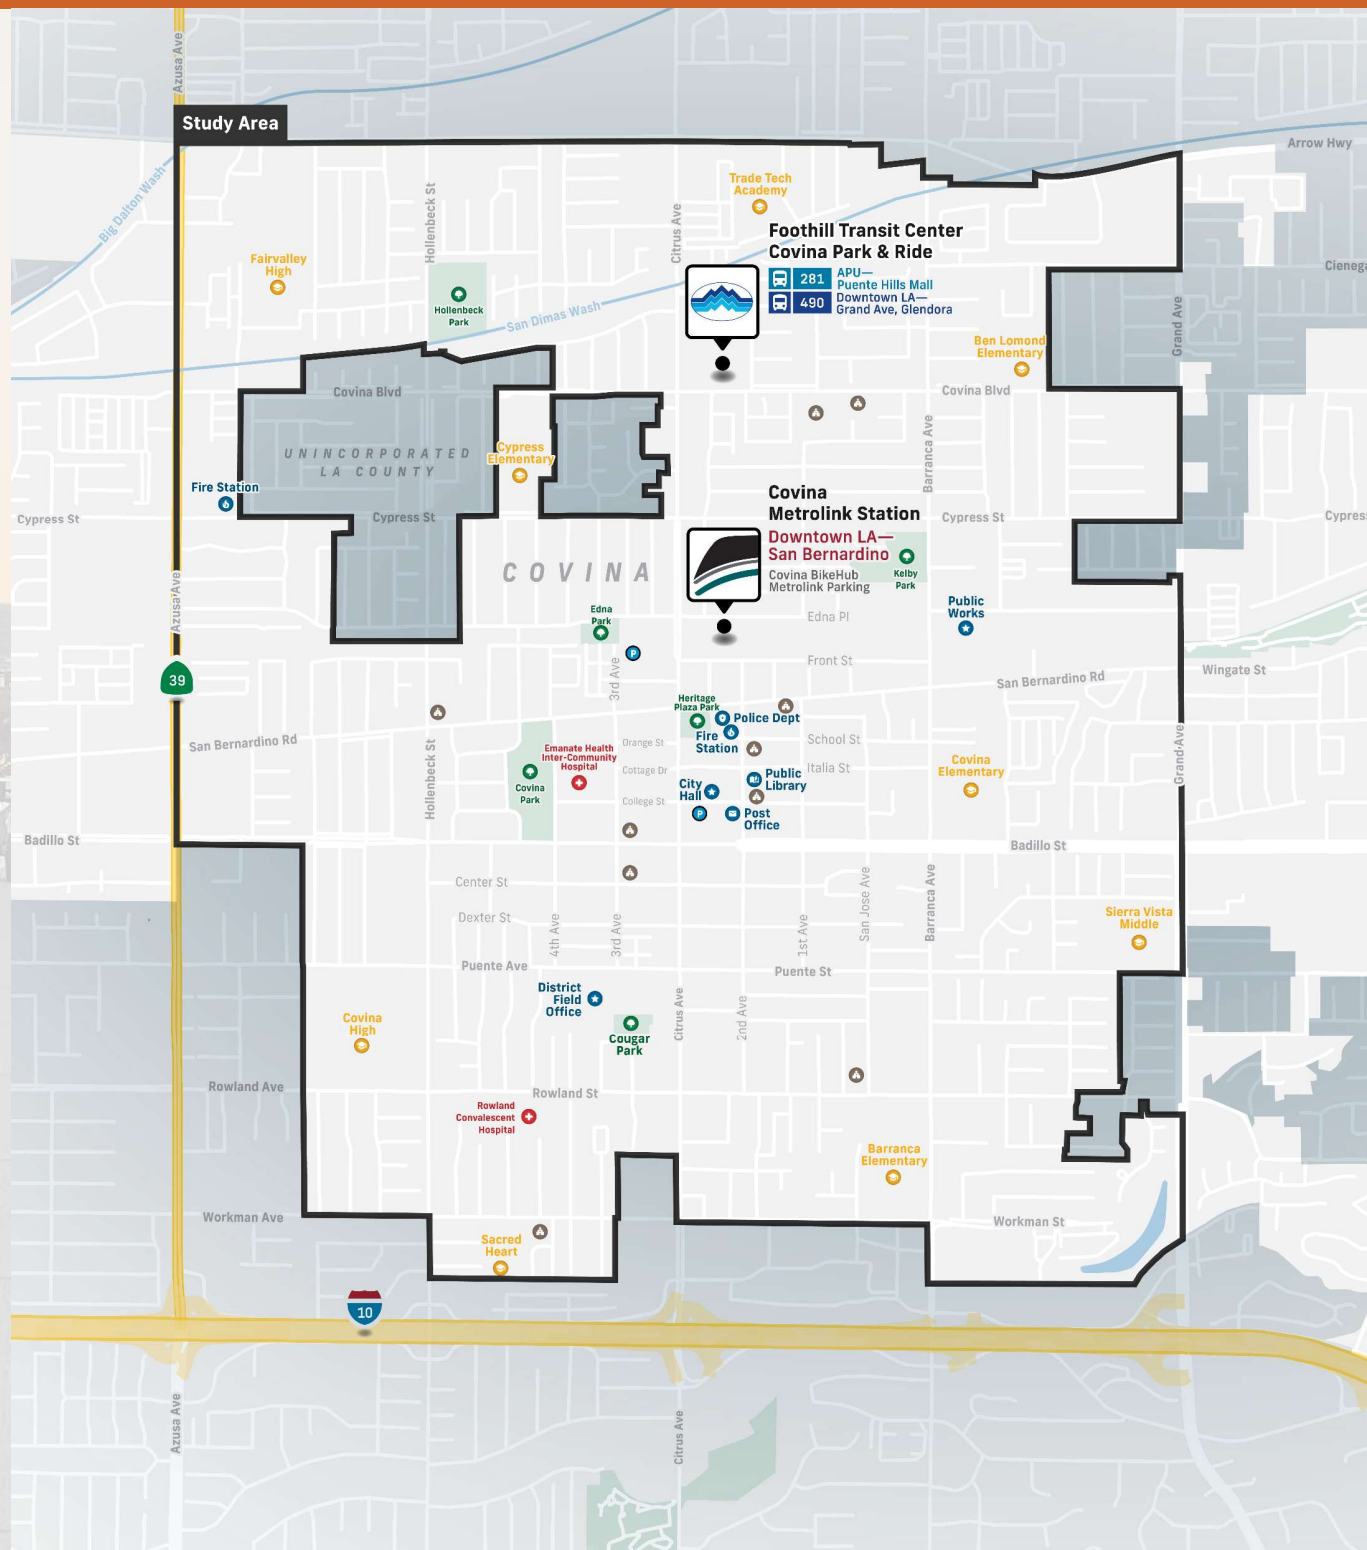 Azusa Ave
Study Area
Arrow Hwy
Big Dalton Wash
Hollenbeck St
Citrus Ave
Trade Tech
Academy
Foothill Transit Center
Covina Park & Ride
281
APU—
Puente Hills Mall
490
Downtown LA—
Grand Ave, Glendora
Fairvalley
High
Cienega
Hollenbeck
Park
San Dimas Wash
Grand Ave
Ben Lomond
Elementary
Covina Blvd
Covina Blvd
Barranca Ave
UNINCORPORATED
LA COUNTY
Cypress
Elementary
Fire Station
Covina
Metrolink Station
Downtown LA—
San Bernardino
Covina BikeHub
Metrolink Parking
Cypress St
Cypress St
Cypress St
Cypres
COVINA
Kelby
Park
Azusa Ave
Edna
Park
Edna Pl
Public
Works
P
3rd Ave
Front St
San Bernardino Rd
Wingate St
39
Heritage
Plaza Park
Police Dept
Fire
Station
San Bernardino Rd
Hollenbeck St
Emanate Health
Inter-Community
Hospital
Orange St
Cottage Dr
College St
School St
Italia St
Grand Ave
Covina
Park
City
Hall
Public
Library
Covina
Elementary
P
Post
Office
Badillo St
Badillo St
Center St
Dexter St
4th Ave
3rd Ave
1st Ave
San Jose Ave
Barranca Ave
Sierra Vista
Middle
Puente Ave
Puente St
District
Field
Office
Citrus Ave
2nd Ave
Covina
High
Cougar
Park
Rowland Ave
Rowland St
Rowland
Convalescent
Hospital
Barranca
Elementary
Workman Ave
Workman St
Sacred
Heart
10
Azusa Ave
Citrus Ave